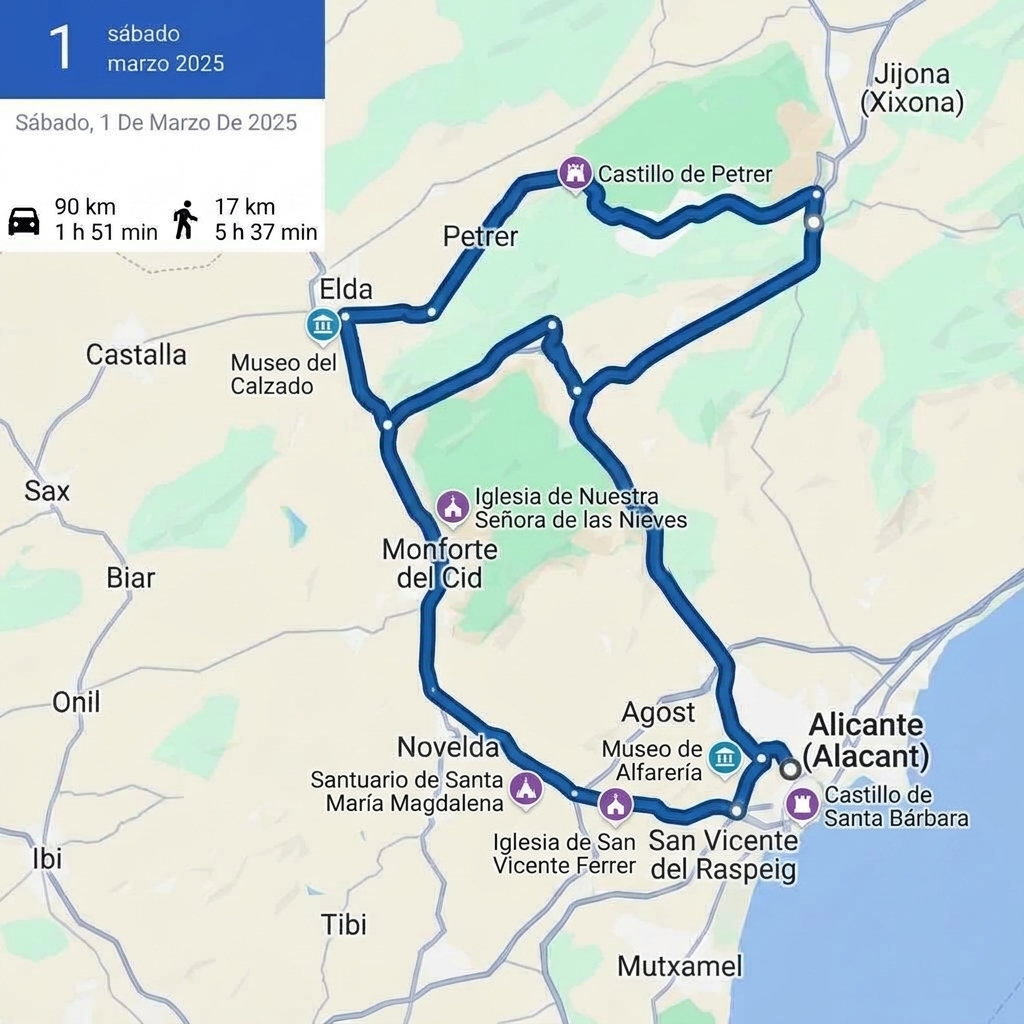 1
sábado
marzo 2025
Sábado, 1 De Marzo De 2025
90 km
1 h 51 min
17 km
5 h 37 min
Jijona
(Xixona)
Castillo de Petrer
Petrer
Elda
Museo del
Calzado
Castalla
Sax
Iglesia de Nuestra
Señora de las Nieves
Monforte
del Cid
Biar
Onil
Agost
Novelda
Museo de
Alfarería
Alicante
(Alacant)
Santuario de Santa
María Magdalena
Castillo de
Santa Bárbara
Iglesia de San
Vicente Ferrer
San Vicente
del Raspeig
Ibi
Tibi
Mutxamel